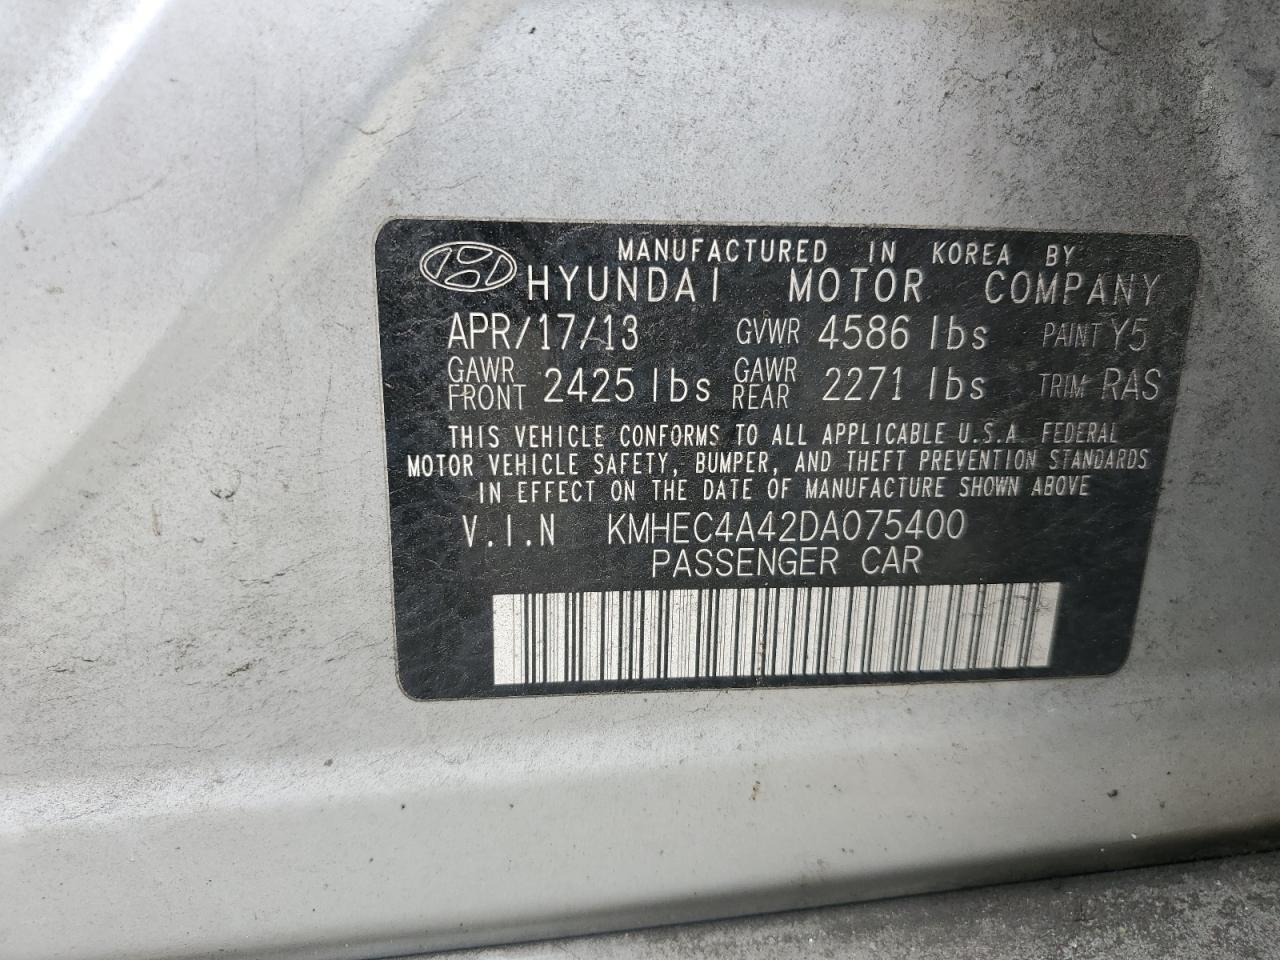 MANUFACTURED IN KOREA BY
HYUNDAI MOTOR COMPANY
APR/17/13 GVWR 4586 lbs PAINT Y5
GAWR FRONT 2425 lbs GAWR REAR 2271 lbs TRIM RAS
THIS VEHICLE CONFORMS TO ALL APPLICABLE U.S.A. FEDERAL
MOTOR VEHICLE SAFETY, BUMPER, AND THEFT PREVENTION STANDARDS
IN EFFECT ON THE DATE OF MANUFACTURE SHOWN ABOVE
V.I.N KMHEC4A42DA075400
PASSENGER CAR